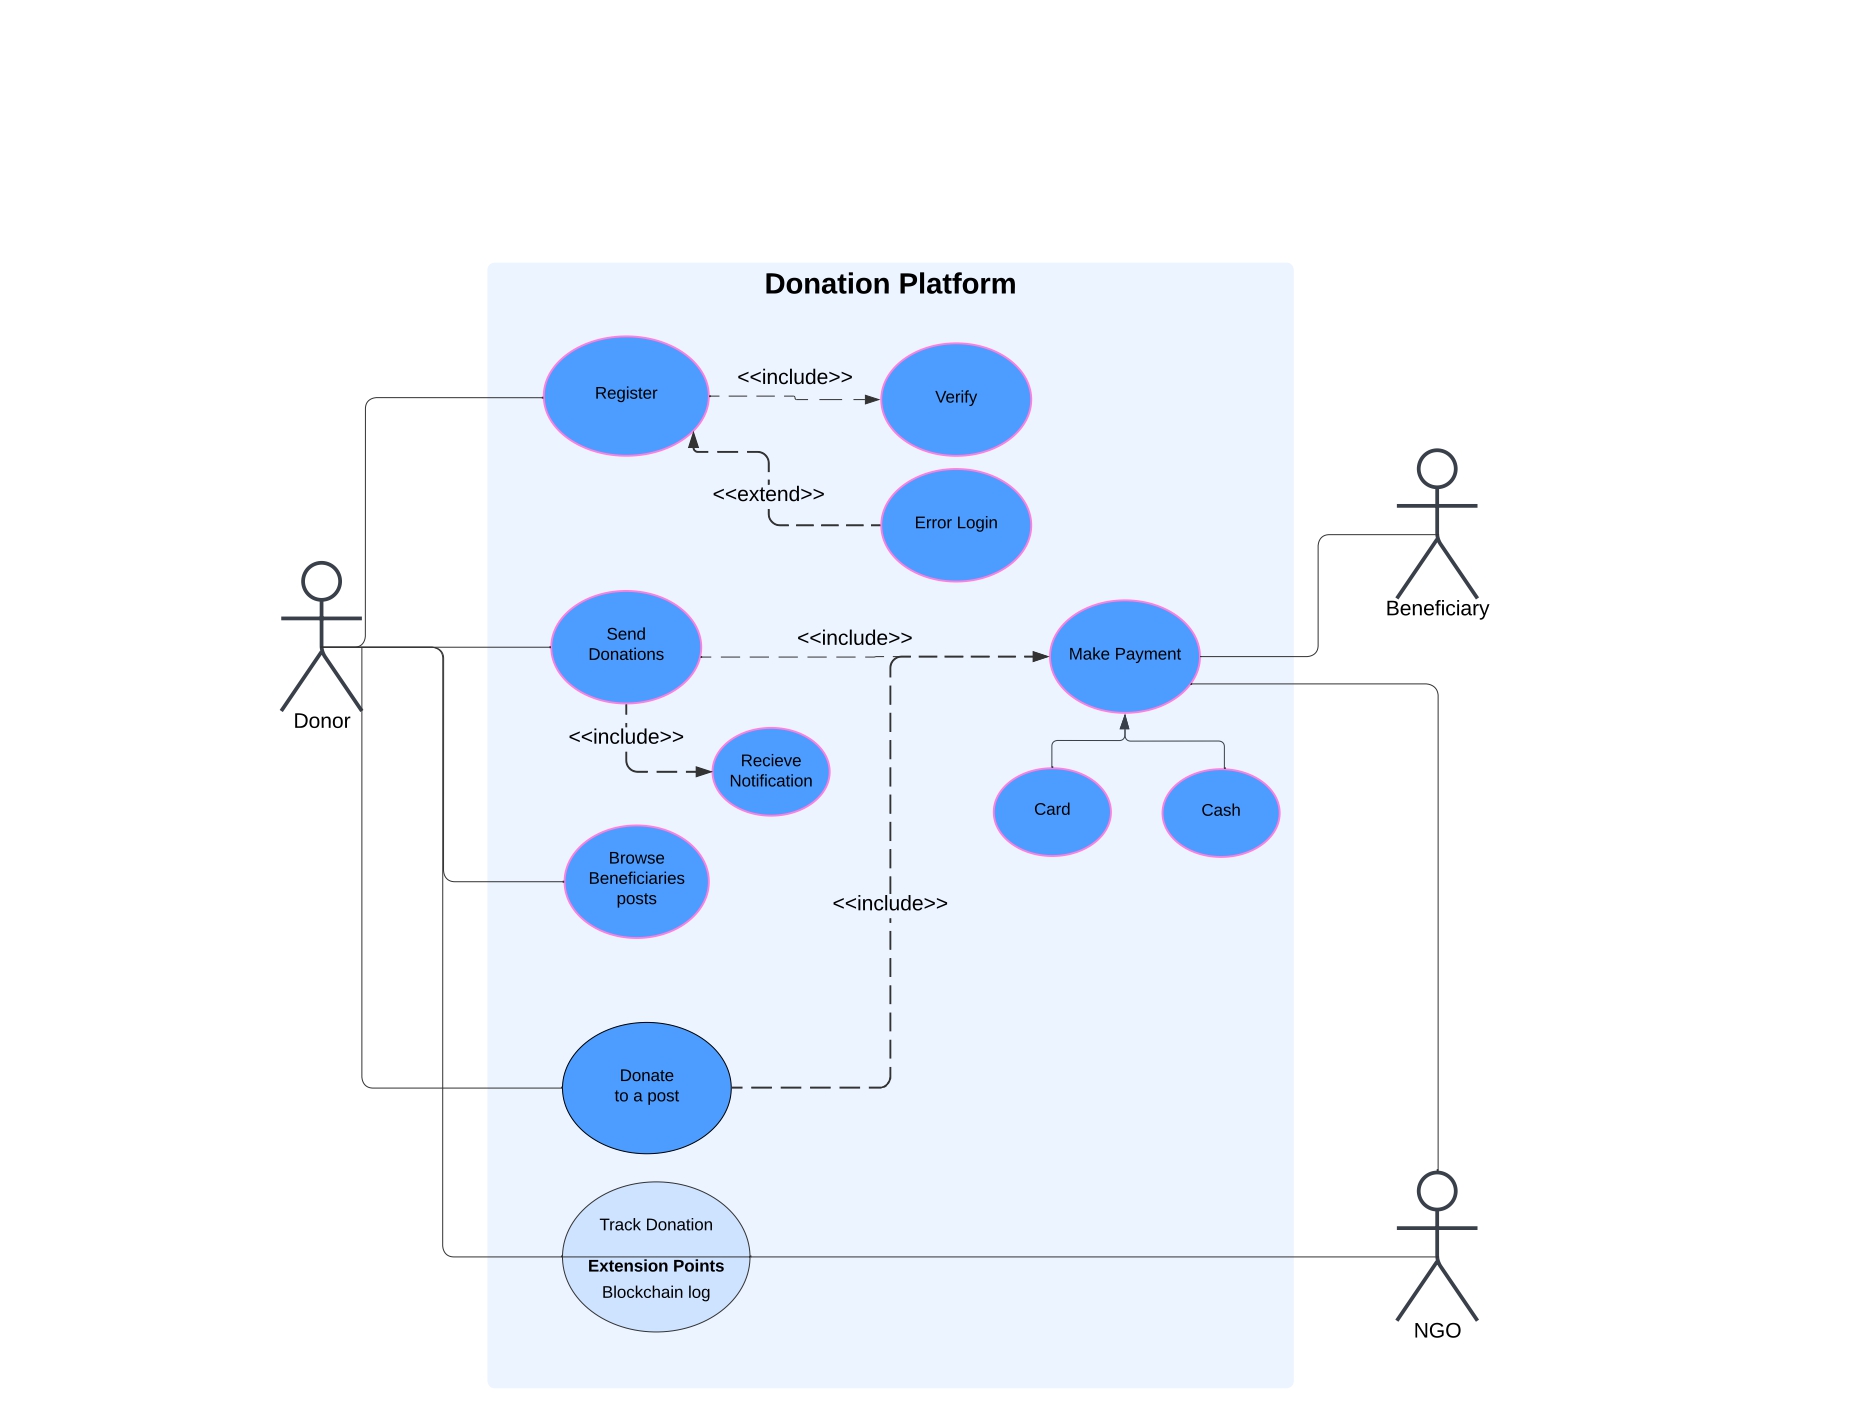 Donation Platform
Register
<<include>>
Verify
<<extend>>
Error Login
Beneficiary
Donor
Send
Donations
<<include>>
Make Payment
<<include>>
Recieve
Notification
Card
Cash
Browse
Beneficiaries
posts
<<include>>
Donate
to a post
Track Donation
Extension Points
Blockchain log
NGO